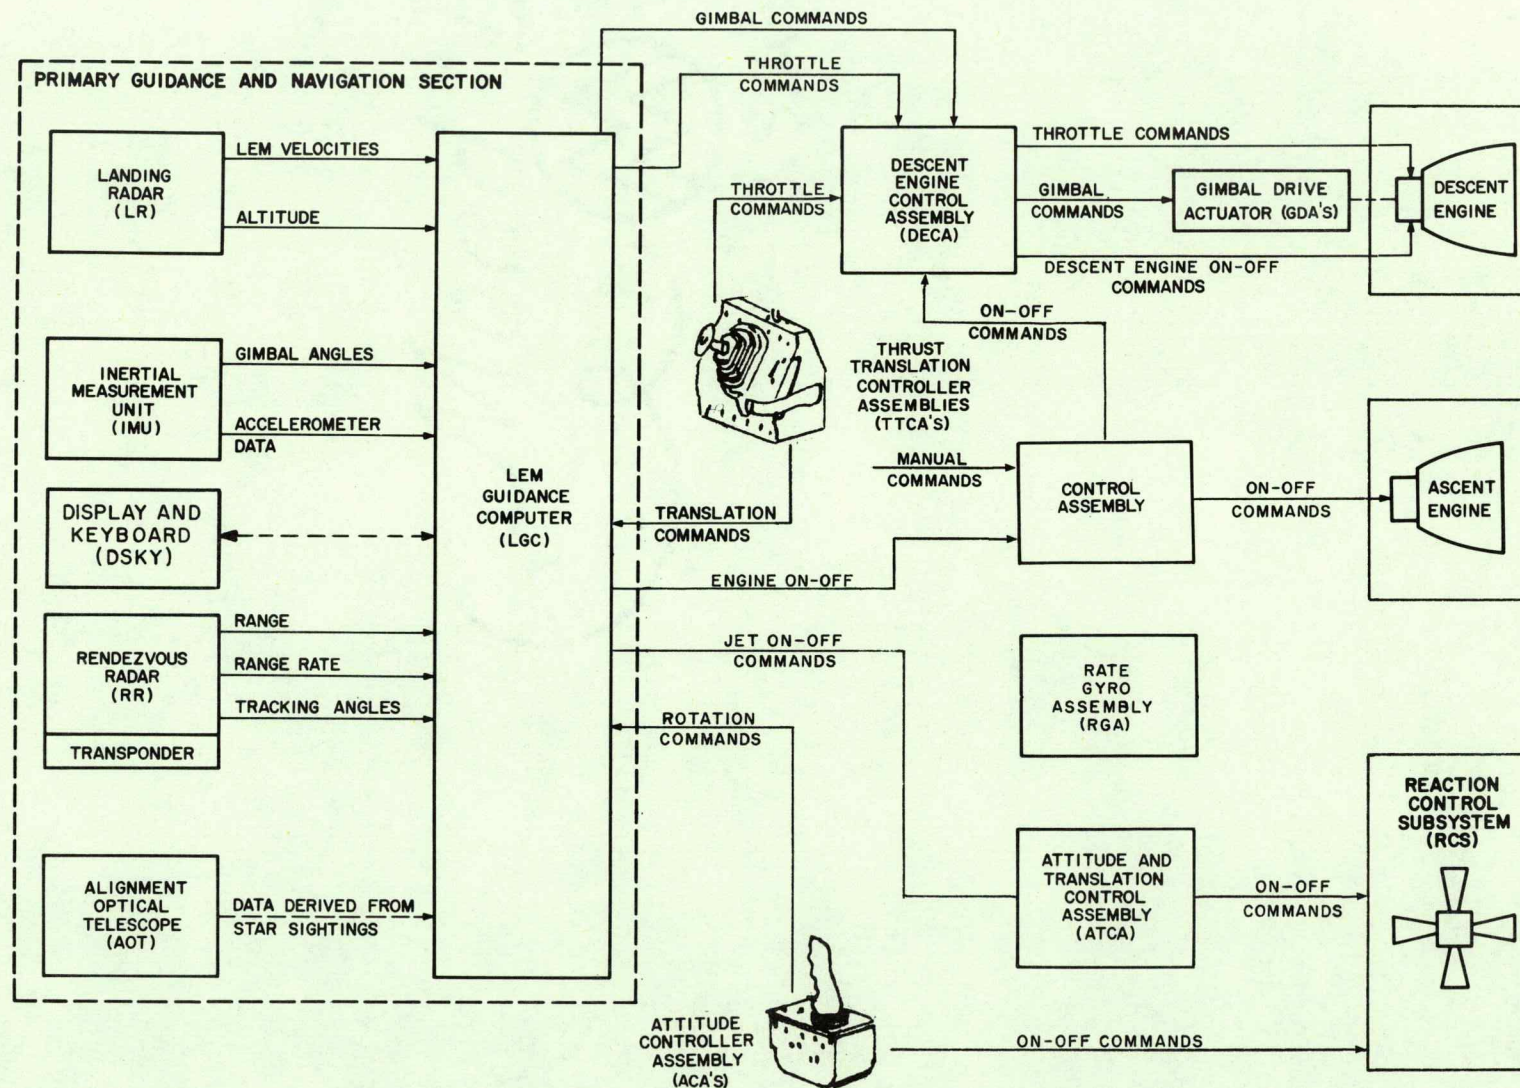 GIMBAL COMMANDS
THROTTLE
COMMANDS
PRIMARY GUIDANCE AND NAVIGATION SECTION
LANDING
RADAR
(LR)
LEM VELOCITIES
ALTITUDE
INERTIAL
MEASUREMENT
UNIT
(IMU)
GIMBAL ANGLES
ACCELEROMETER
DATA
DISPLAY AND
KEYBOARD
(DSKY)
RENDEZVOUS
RADAR
(RR)
TRANSPONDER
RANGE
RANGE RATE
TRACKING ANGLES
ALIGNMENT
OPTICAL
TELESCOPE
(AOT)
DATA DERIVED FROM
STAR SIGHTINGS
LEM
GUIDANCE
COMPUTER
(LGC)
THROTTLE
COMMANDS
DESCENT
ENGINE
CONTROL
ASSEMBLY
(DECA)
THROTTLE COMMANDS
GIMBAL
COMMANDS
GIMBAL DRIVE
ACTUATOR (GDA'S)
DESCENT
ENGINE
DESCENT ENGINE ON-OFF
COMMANDS
ON-OFF
COMMANDS
THRUST
TRANSLATION
CONTROLLER
ASSEMBLIES
(TTCA'S)
MANUAL
COMMANDS
CONTROL
ASSEMBLY
ON-OFF
COMMANDS
ASCENT
ENGINE
TRANSLATION
COMMANDS
ENGINE ON-OFF
JET ON-OFF
COMMANDS
RATE
GYRO
ASSEMBLY
(RGA)
ROTATION
COMMANDS
ATTITUDE AND
TRANSLATION
CONTROL
ASSEMBLY
(ATCA)
ON-OFF
COMMANDS
REACTION
CONTROL
SUBSYSTEM
(RCS)
ATTITUDE
CONTROLLER
ASSEMBLY
(ACA'S)
ON-OFF COMMANDS